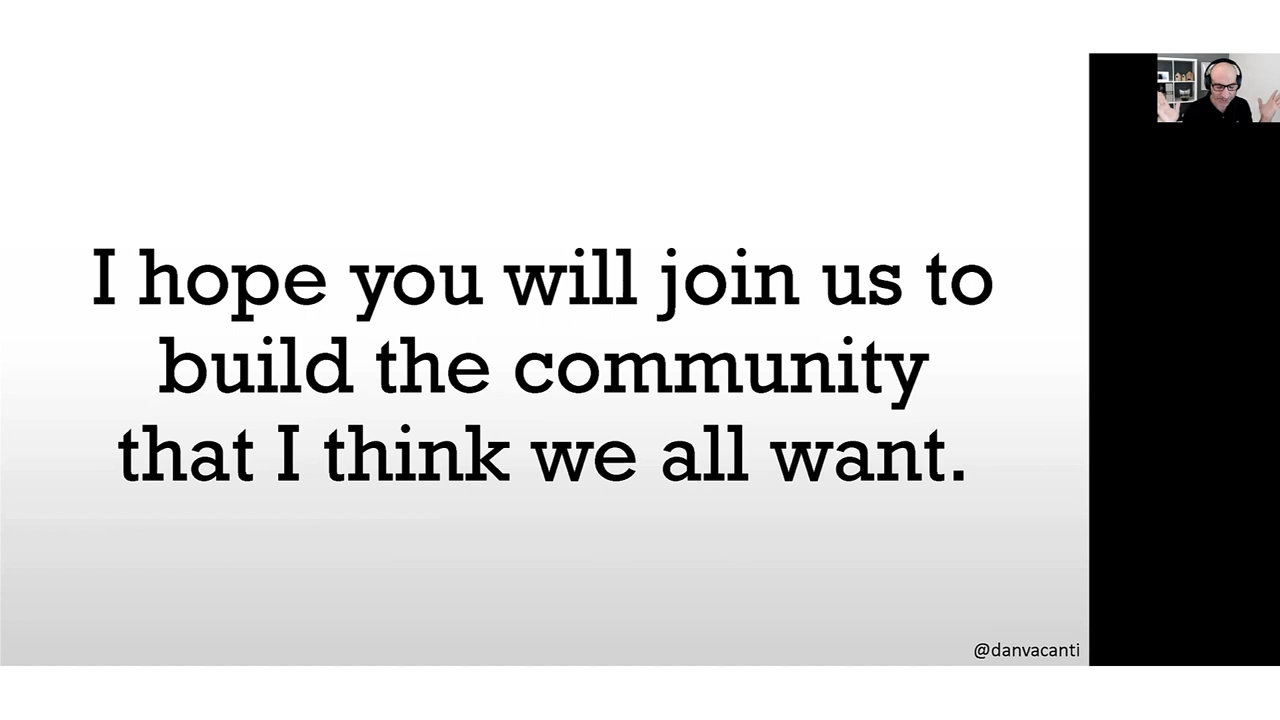 I hope you will join us to
build the community
that I think we all want.
@danvacanti